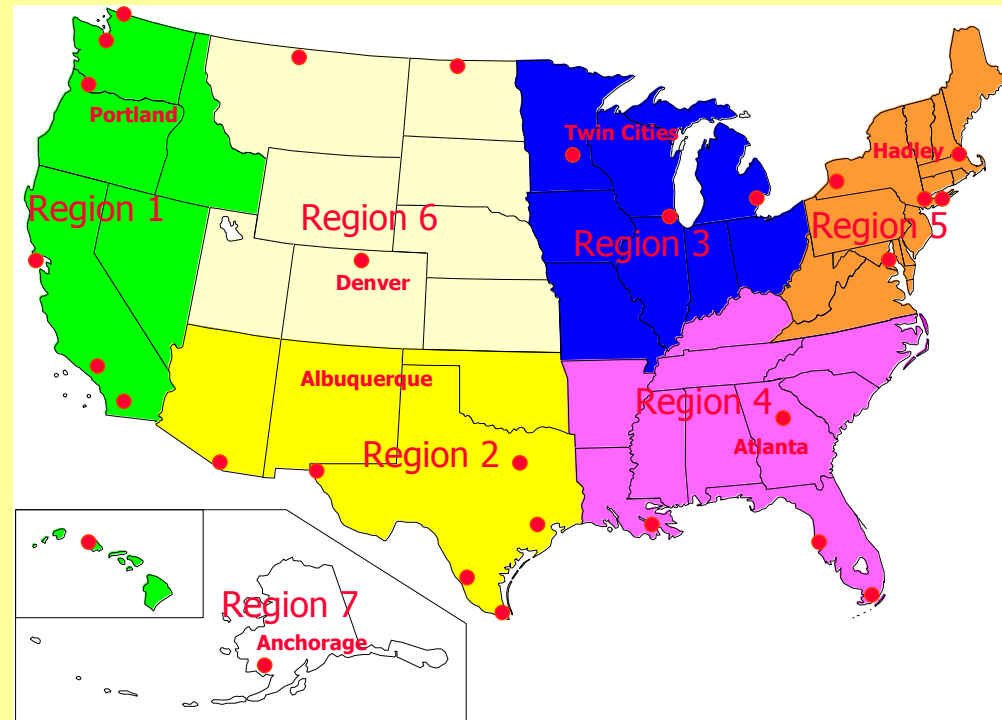 Portland
Twin Cities
Hadley
Region 1
Region 6
Region 3
Region 5
Denver
Albuquerque
Region 4
Region 2
Atlanta
Region 7
Anchorage